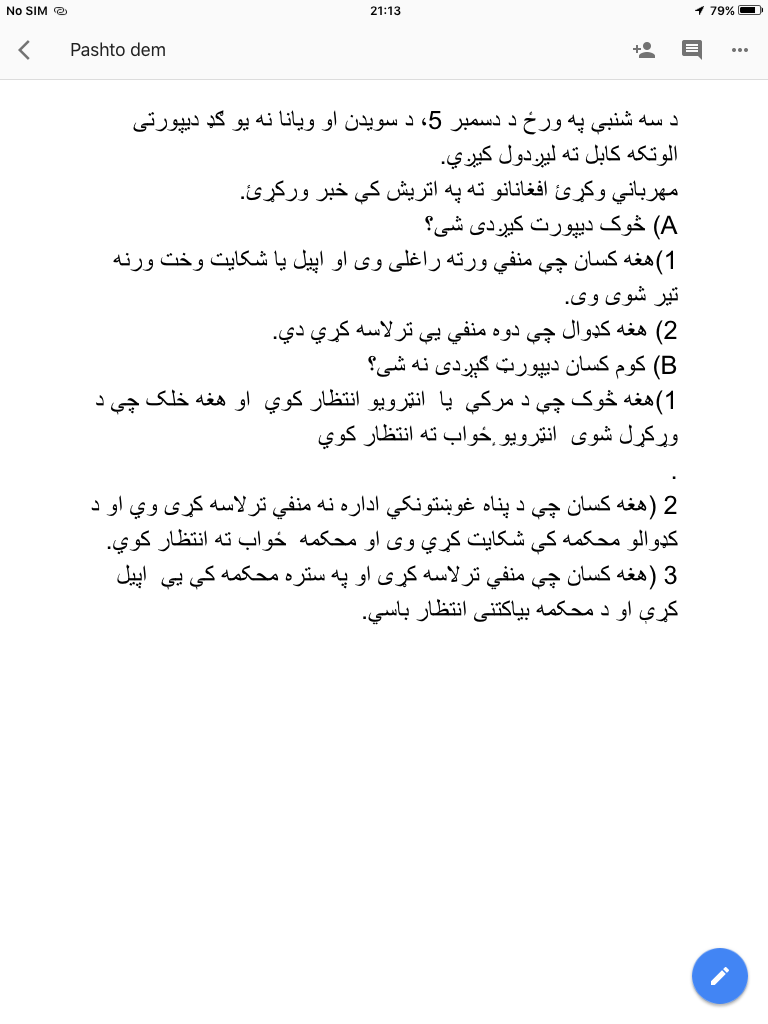 No SIM
21:13
79%
Pashto dem
د سه شنبې په ورځ د دسمبر 5، د سویدن او ویانا نه یو ګډ دیپورتی
الوتکه کابل ته لیږدول کیږي.
مهرباني وکړئ افغانانو ته په اتریش کې خبر ورکړئ.
A) څوک دیپورت کیږدی شی؟
1)هغه کسان چې منفي ورته راغلی وی او اپیل یا شکایت وخت ورنه
تیر شوی وی.
2) هغه کډوال چې دوه منفي یې ترلاسه کړي دي.
B) کوم کسان دیپورټ ګېږدی نه شی؟
1)هغه څوک چې د مرکې یا انټرویو انتظار کوي او هغه خلک چې د
ورکړل شوی انټرویو ځواب ته انتظار کوي
.
2 (هغه کسان چې د پناه غوښتونکي اداره نه منفي ترلاسه کړی وي او د
کډوالو محکمه کې شکایت کړي وی او محکمه ځواب ته انتظار کوي.
3 (هغه کسان چې منفي ترلاسه کړی او په ستره محکمه کې یې اپیل
کړې او د محکمه بیاکتنی انتظار باسي.